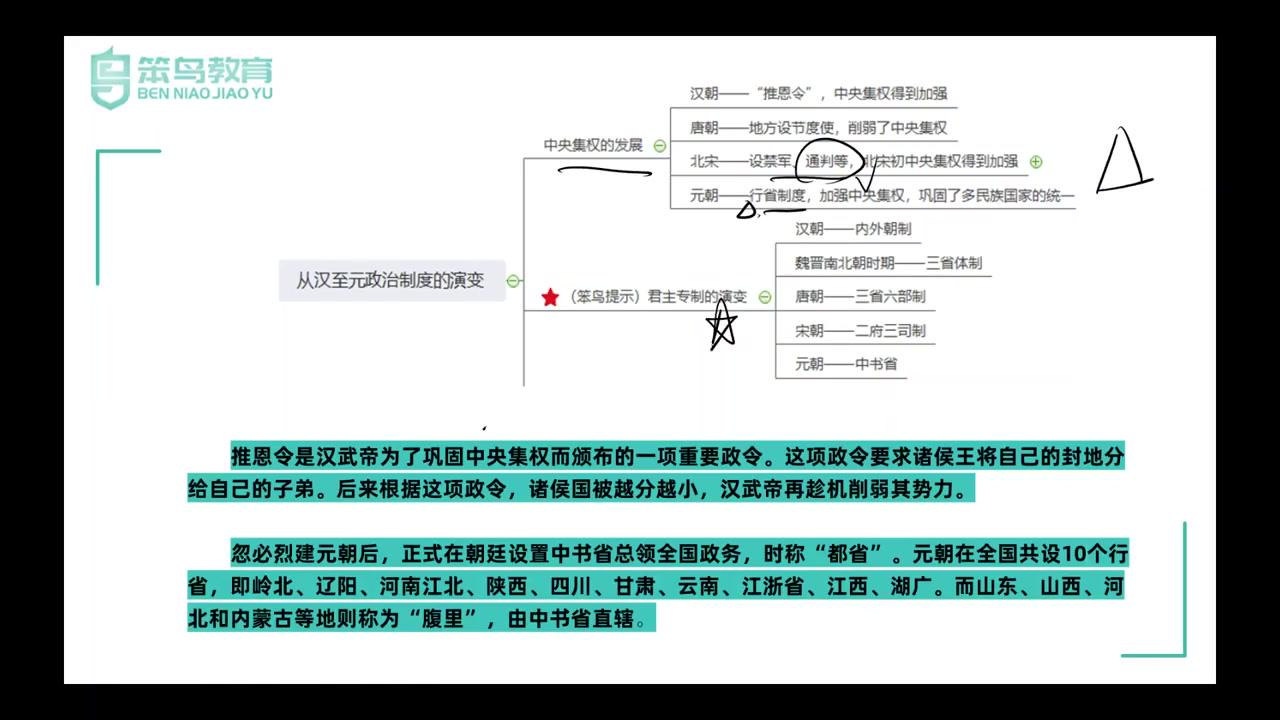 笨鸟教育
BEN NIAO JIAO YU
汉朝——“推恩令”，中央集权得到加强
唐朝——地方设节度使，削弱了中央集权
中央集权的发展
北宋——设禁军、通判等，北宋初中央集权得到加强
元朝——行省制度，加强中央集权，巩固了多民族国家的统一
从汉至元政治制度的演变
汉朝——内外朝制
魏晋南北朝时期——三省体制
（笨鸟提示）君主专制的演变
唐朝——三省六部制
宋朝——二府三司制
元朝——中书省
推恩令是汉武帝为了巩固中央集权而颁布的一项重要政令。这项政令要求诸侯王将自己的封地分
给自己的子弟。后来根据这项政令，诸侯国被越分越小，汉武帝再趁机削弱其势力。
忽必烈建元朝后，正式在朝廷设置中书省总领全国政务，时称“都省”。元朝在全国共设10个行
省，即岭北、辽阳、河南江北、陕西、四川、甘肃、云南、江浙省、江西、湖广。而山东、山西、河
北和内蒙古等地则称为“腹里”，由中书省直辖。